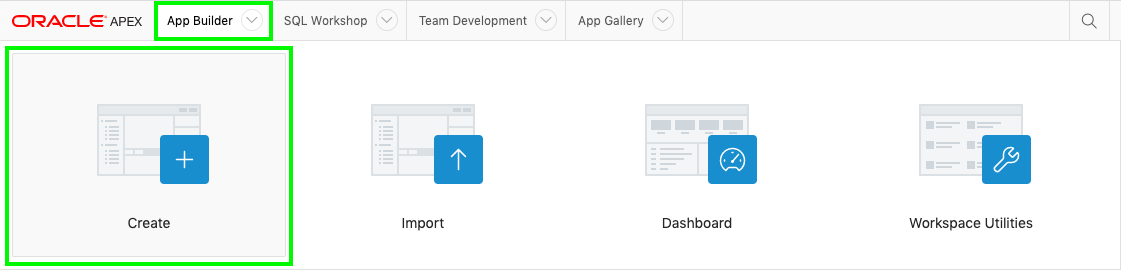 ORACLE APEX App Builder SQL Workshop Team Development App Gallery
Create Import Dashboard Workspace Utilities